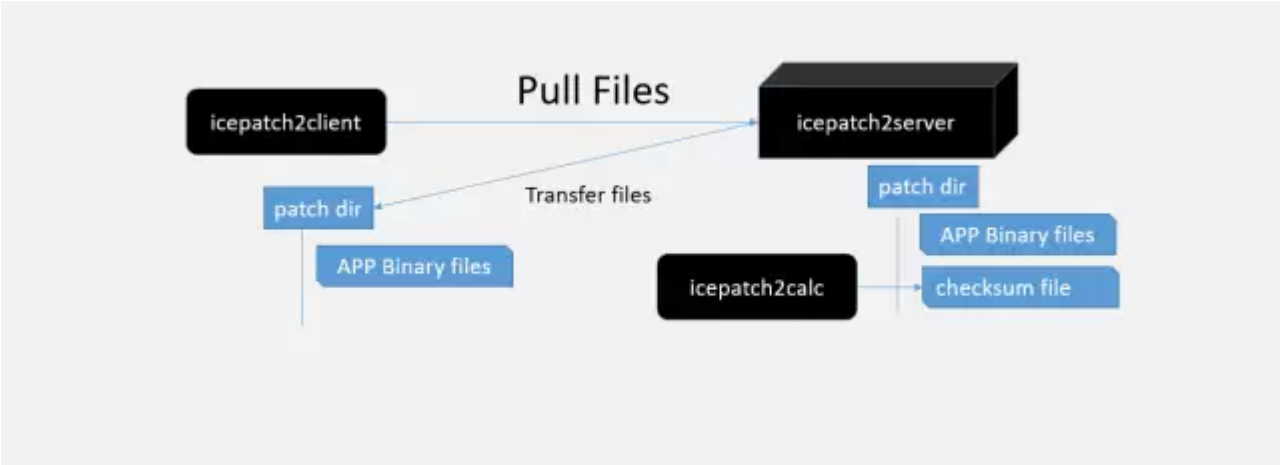 Pull Files
icepatch2client
icepatch2server
Transfer files
patch dir
patch dir
APP Binary files
APP Binary files
icepatch2calc
checksum file